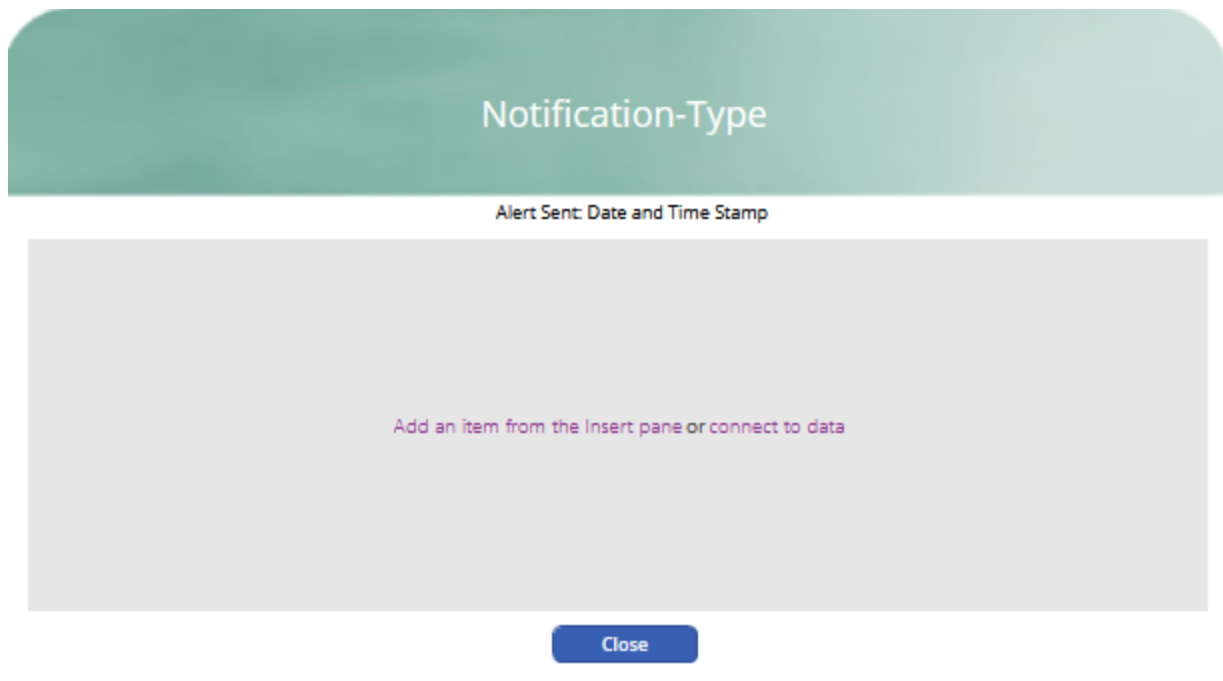 Notification-Type
Alert Sent: Date and Time Stamp
Add an item from the Insert pane or connect to data
Close